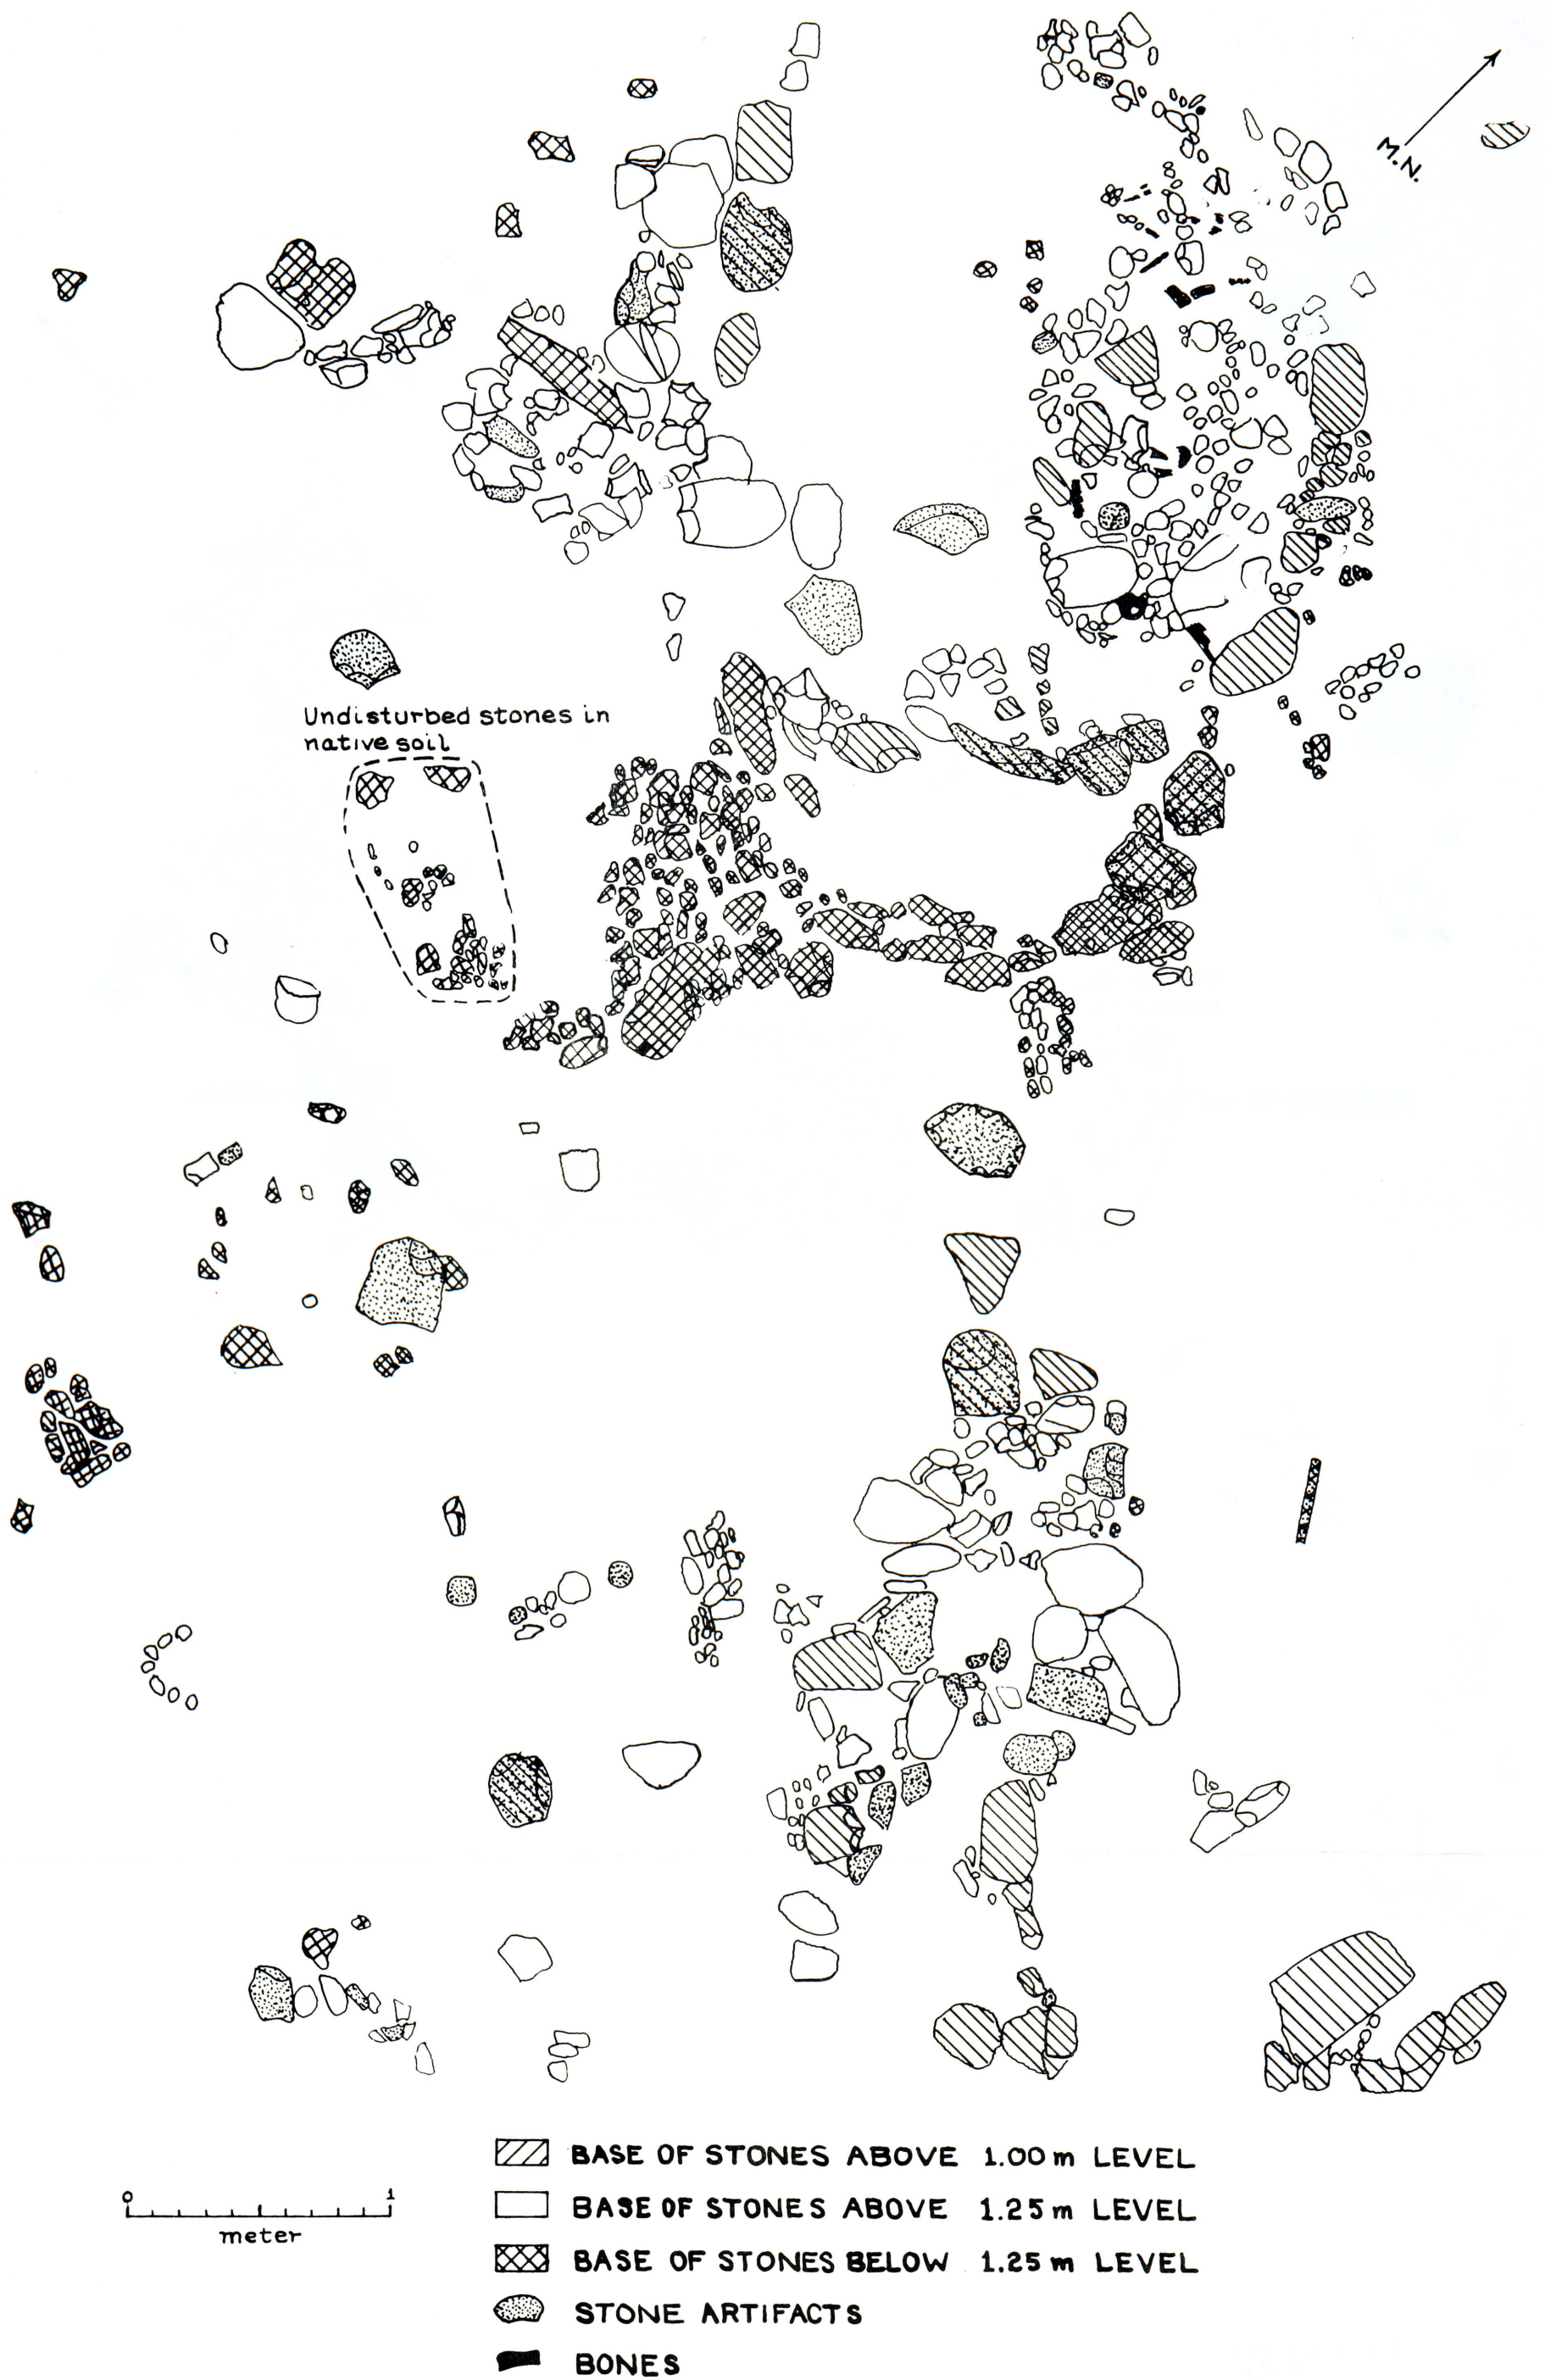 M.N.
Undisturbed stones in
native soil
0 1
meter
BASE OF STONES ABOVE 1.00 m LEVEL
BASE OF STONES ABOVE 1.25 m LEVEL
BASE OF STONES BELOW 1.25 m LEVEL
STONE ARTIFACTS
BONES